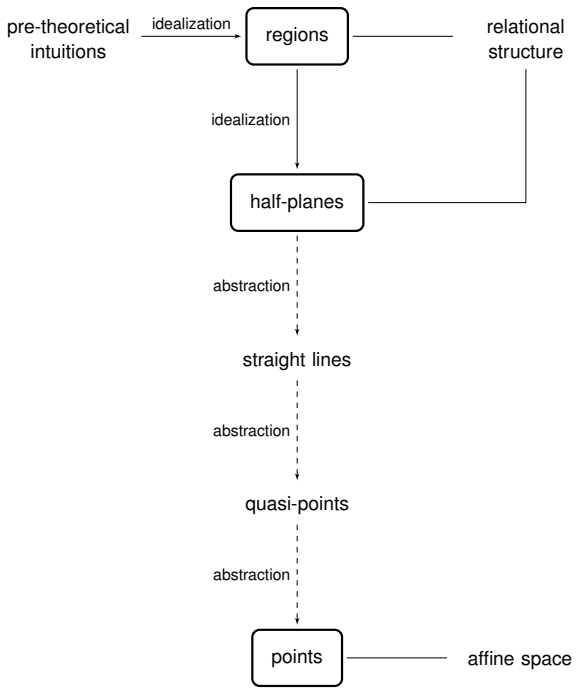 pre-theoretical
intuitions
idealization
regions
relational
structure
idealization
half-planes
abstraction
straight lines
abstraction
quasi-points
abstraction
points
affine space